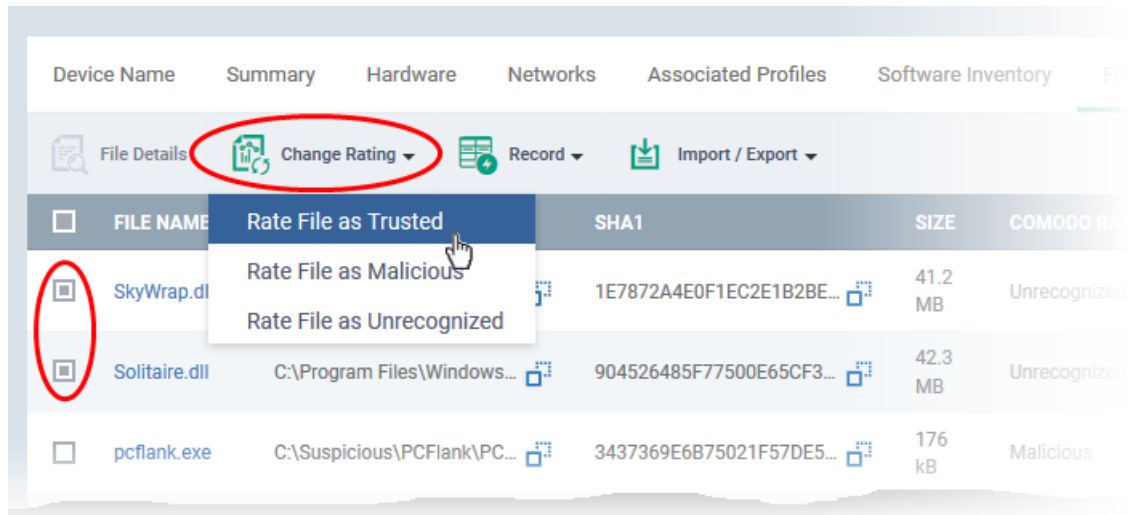 Device Name Summary Hardware Networks Associated Profiles Software Inventory
File Details Change Rating Record Import / Export
FILE NAME SHA1 SIZE COMODO
Rate File as Trusted
Rate File as Malicious
Rate File as Unrecognized
SkyWrap.dl 1E7872A4E0F1EC2E1B2BE... 41.2 MB Unrecognized
Solitaire.dll C:\Program Files\Windows... 904526485F77500E65CF3... 42.3 MB Unrecognized
pcflank.exe C:\Suspicious\PCFlank\PC... 3437369E6B75021F57DE5... 176 kB Malicious